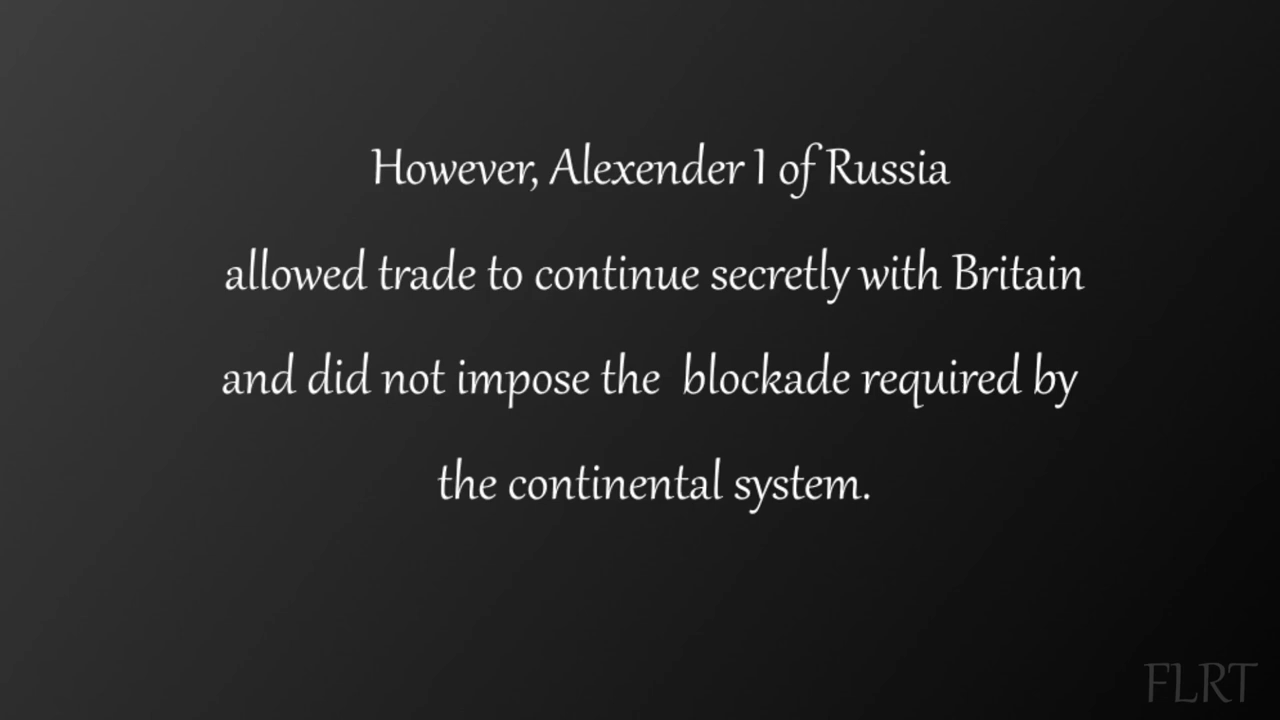 However, Alexender I of Russia
allowed trade to continue secretly with Britain
and did not impose the blockade required by
the continental system.
FLRT